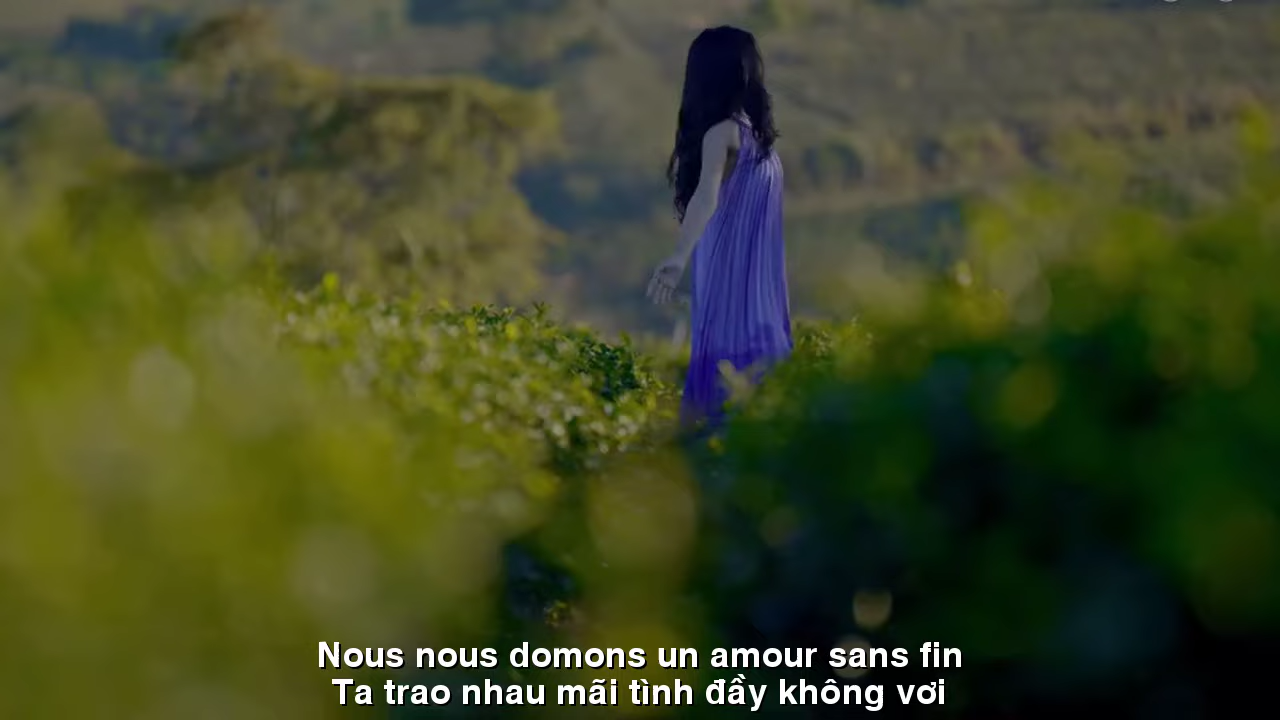 Nous nous domons un amour sans fin
Ta trao nhau mãi tình đầy không vơi